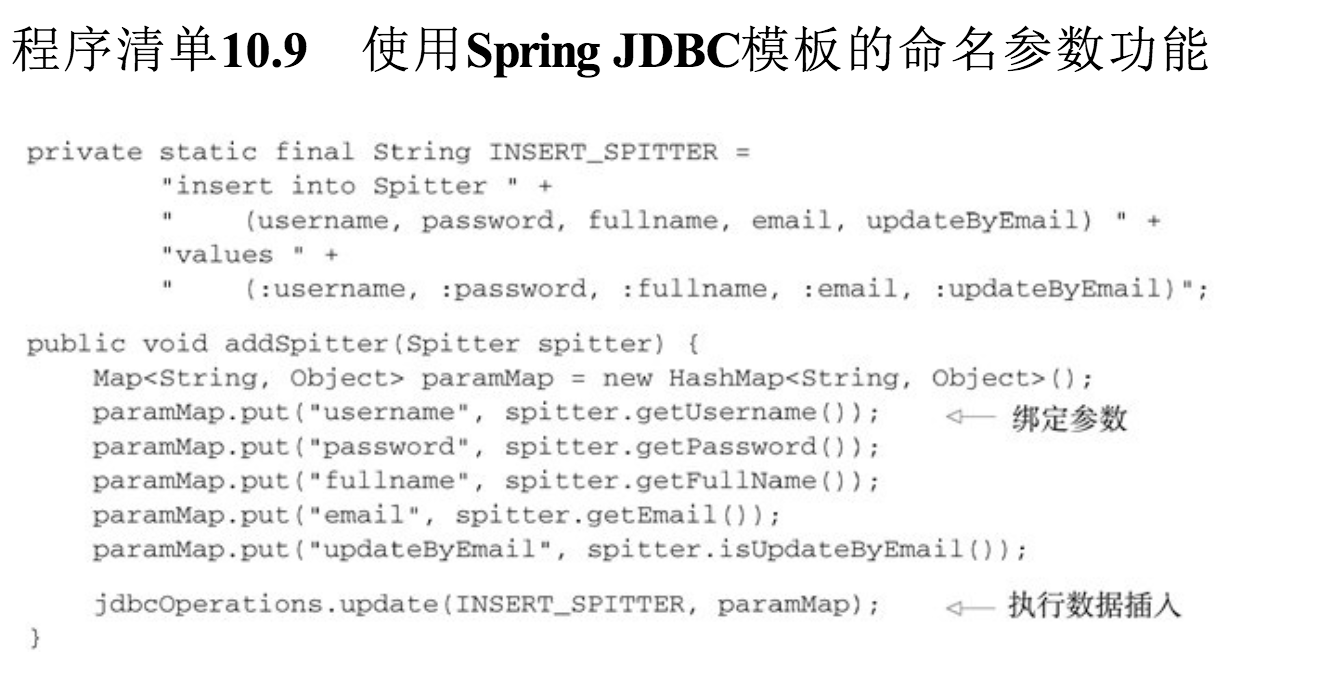 程序清单10.9 使用Spring JDBC模板的命名参数功能
private static final String INSERT_SPITTER =
"insert into Spitter " +
"    (username, password, fullname, email, updateByEmail) " +
"values " +
"    (:username, :password, :fullname, :email, :updateByEmail)";
public void addSpitter(Spitter spitter) {
Map<String, Object> paramMap = new HashMap<String, Object>();
paramMap.put("username", spitter.getUsername()); 绑定参数
paramMap.put("password", spitter.getPassword());
paramMap.put("fullname", spitter.getFullName());
paramMap.put("email", spitter.getEmail());
paramMap.put("updateByEmail", spitter.isUpdateByEmail());
jdbcOperations.update(INSERT_SPITTER, paramMap); 执行数据插入
}